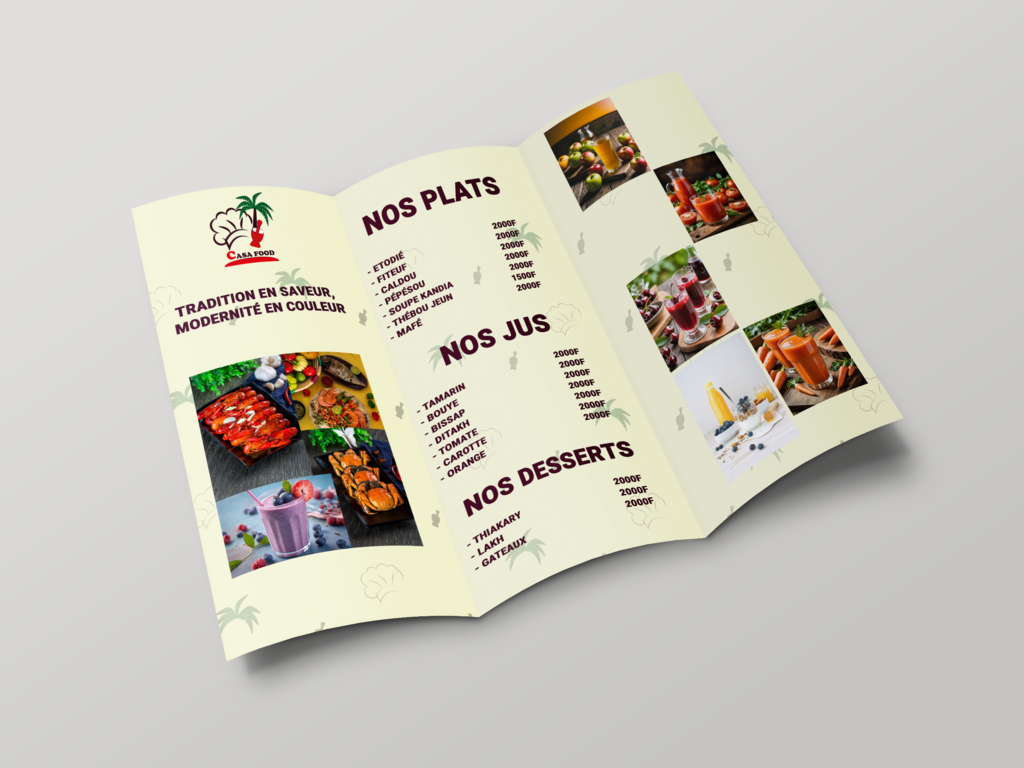 CASA FOOD
TRADITION EN SAVEUR,
MODERNITÉ EN COULEUR
NOS PLATS
- ETODIÉ 2000F
- FITEUF 2000F
- CALDOU 2000F
- PÉPÉSOU 2000F
- SOUPE KANDIA 2000F
- THÉBOU JEUN 1500F
- MAFÉ 2000F
NOS JUS
- TAMARIN 2000F
- BOUYE 2000F
- BISSAP 2000F
- DITAKH 2000F
- TOMATE 2000F
- CAROTTE 2000F
- ORANGE 2000F
NOS DESSERTS
- THIAKARY 2000F
- LAKH 2000F
- GATEAUX 2000F